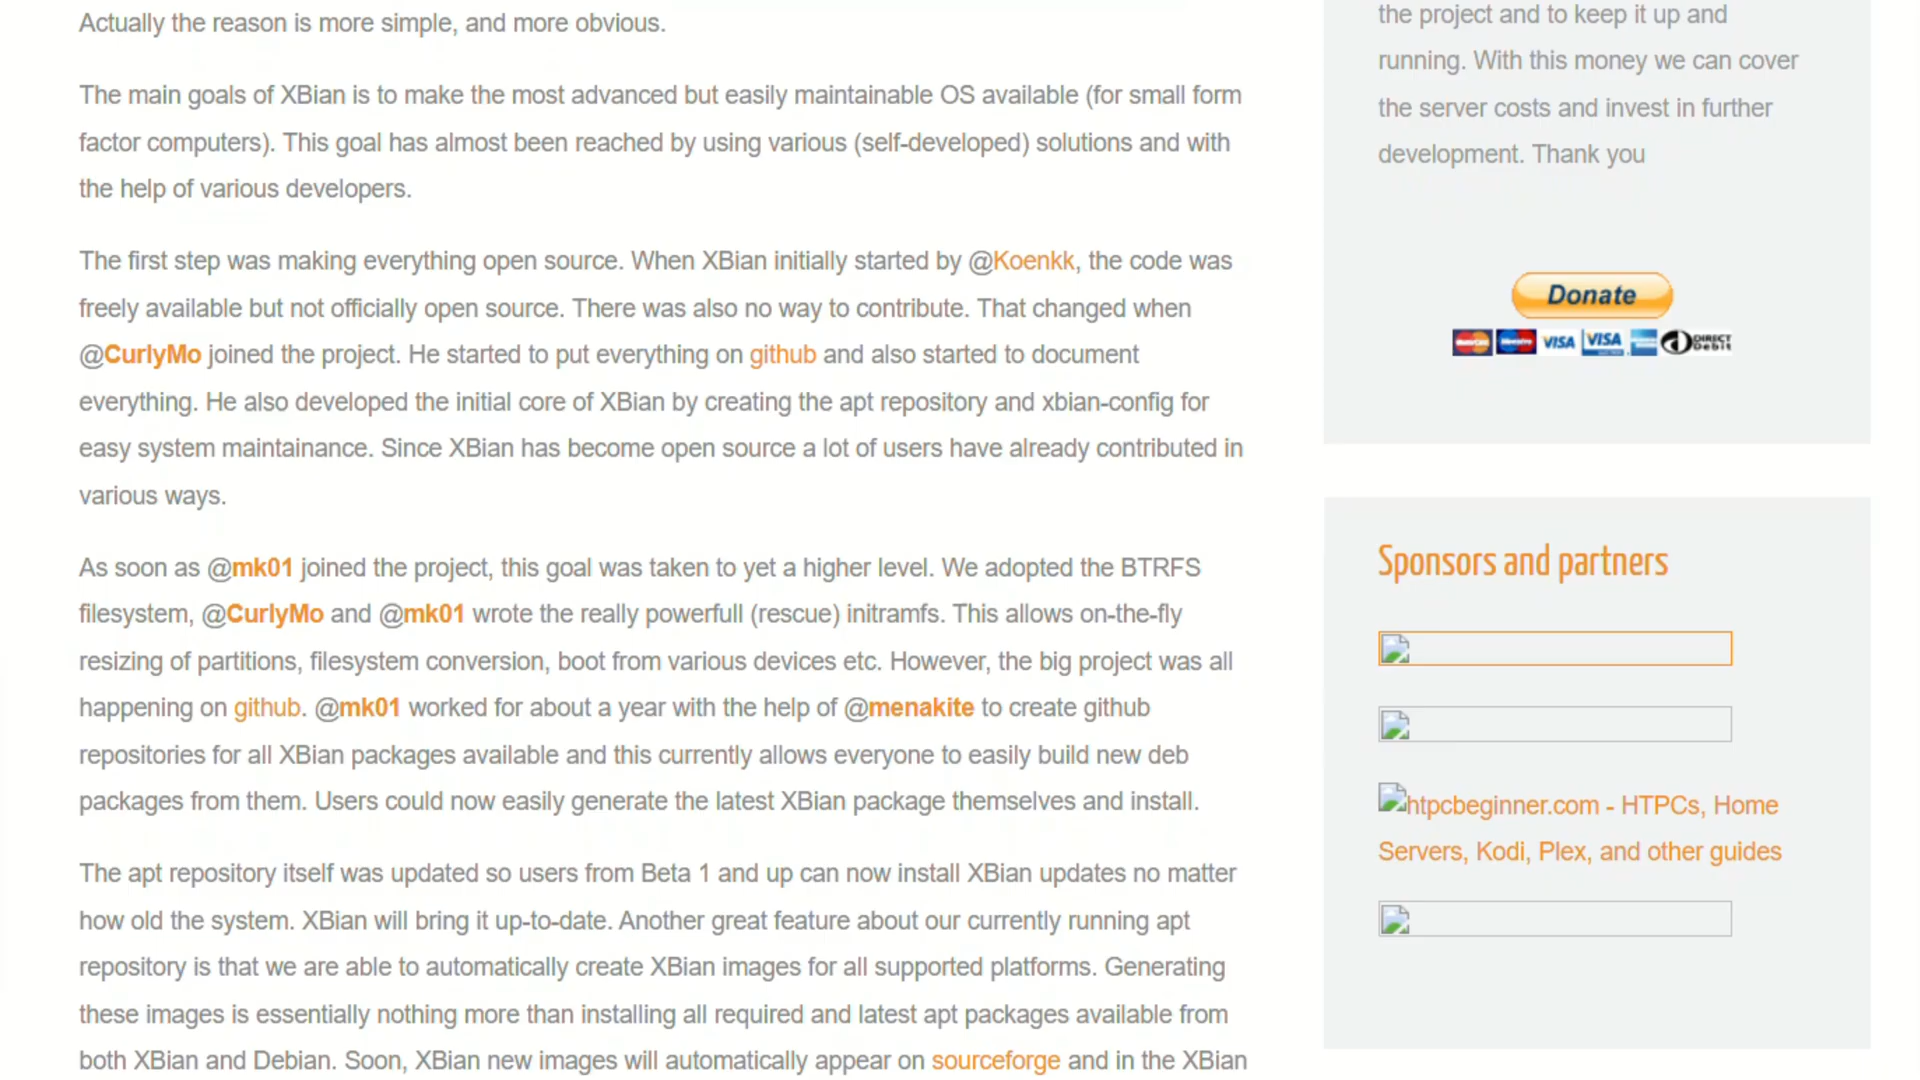 Actually the reason is more simple, and more obvious.
The main goals of XBian is to make the most advanced but easily maintainable OS available (for small form
factor computers). This goal has almost been reached by using various (self-developed) solutions and with
the help of various developers.
The first step was making everything open source. When XBian initially started by @Koenkk, the code was
freely available but not officially open source. There was also no way to contribute. That changed when
@CurlyMo joined the project. He started to put everything on github and also started to document
everything. He also developed the initial core of XBian by creating the apt repository and xbian-config for
easy system maintainance. Since XBian has become open source a lot of users have already contributed in
various ways.
As soon as @mk01 joined the project, this goal was taken to yet a higher level. We adopted the BTRFS
filesystem, @CurlyMo and @mk01 wrote the really powerfull (rescue) initramfs. This allows on-the-fly
resizing of partitions, filesystem conversion, boot from various devices etc. However, the big project was all
happening on github. @mk01 worked for about a year with the help of @menakite to create github
repositories for all XBian packages available and this currently allows everyone to easily build new deb
packages from them. Users could now easily generate the latest XBian package themselves and install.
The apt repository itself was updated so users from Beta 1 and up can now install XBian updates no matter
how old the system. XBian will bring it up-to-date. Another great feature about our currently running apt
repository is that we are able to automatically create XBian images for all supported platforms. Generating
these images is essentially nothing more than installing all required and latest apt packages available from
both XBian and Debian. Soon, XBian new images will automatically appear on sourceforge and in the XBian
the project and to keep it up and
running. With this money we can cover
the server costs and invest in further
development. Thank you
Donate
VISA VISA DIRECT Debit
Sponsors and partners
htpcbeginner.com - HTPCs, Home
Servers, Kodi, Plex, and other guides